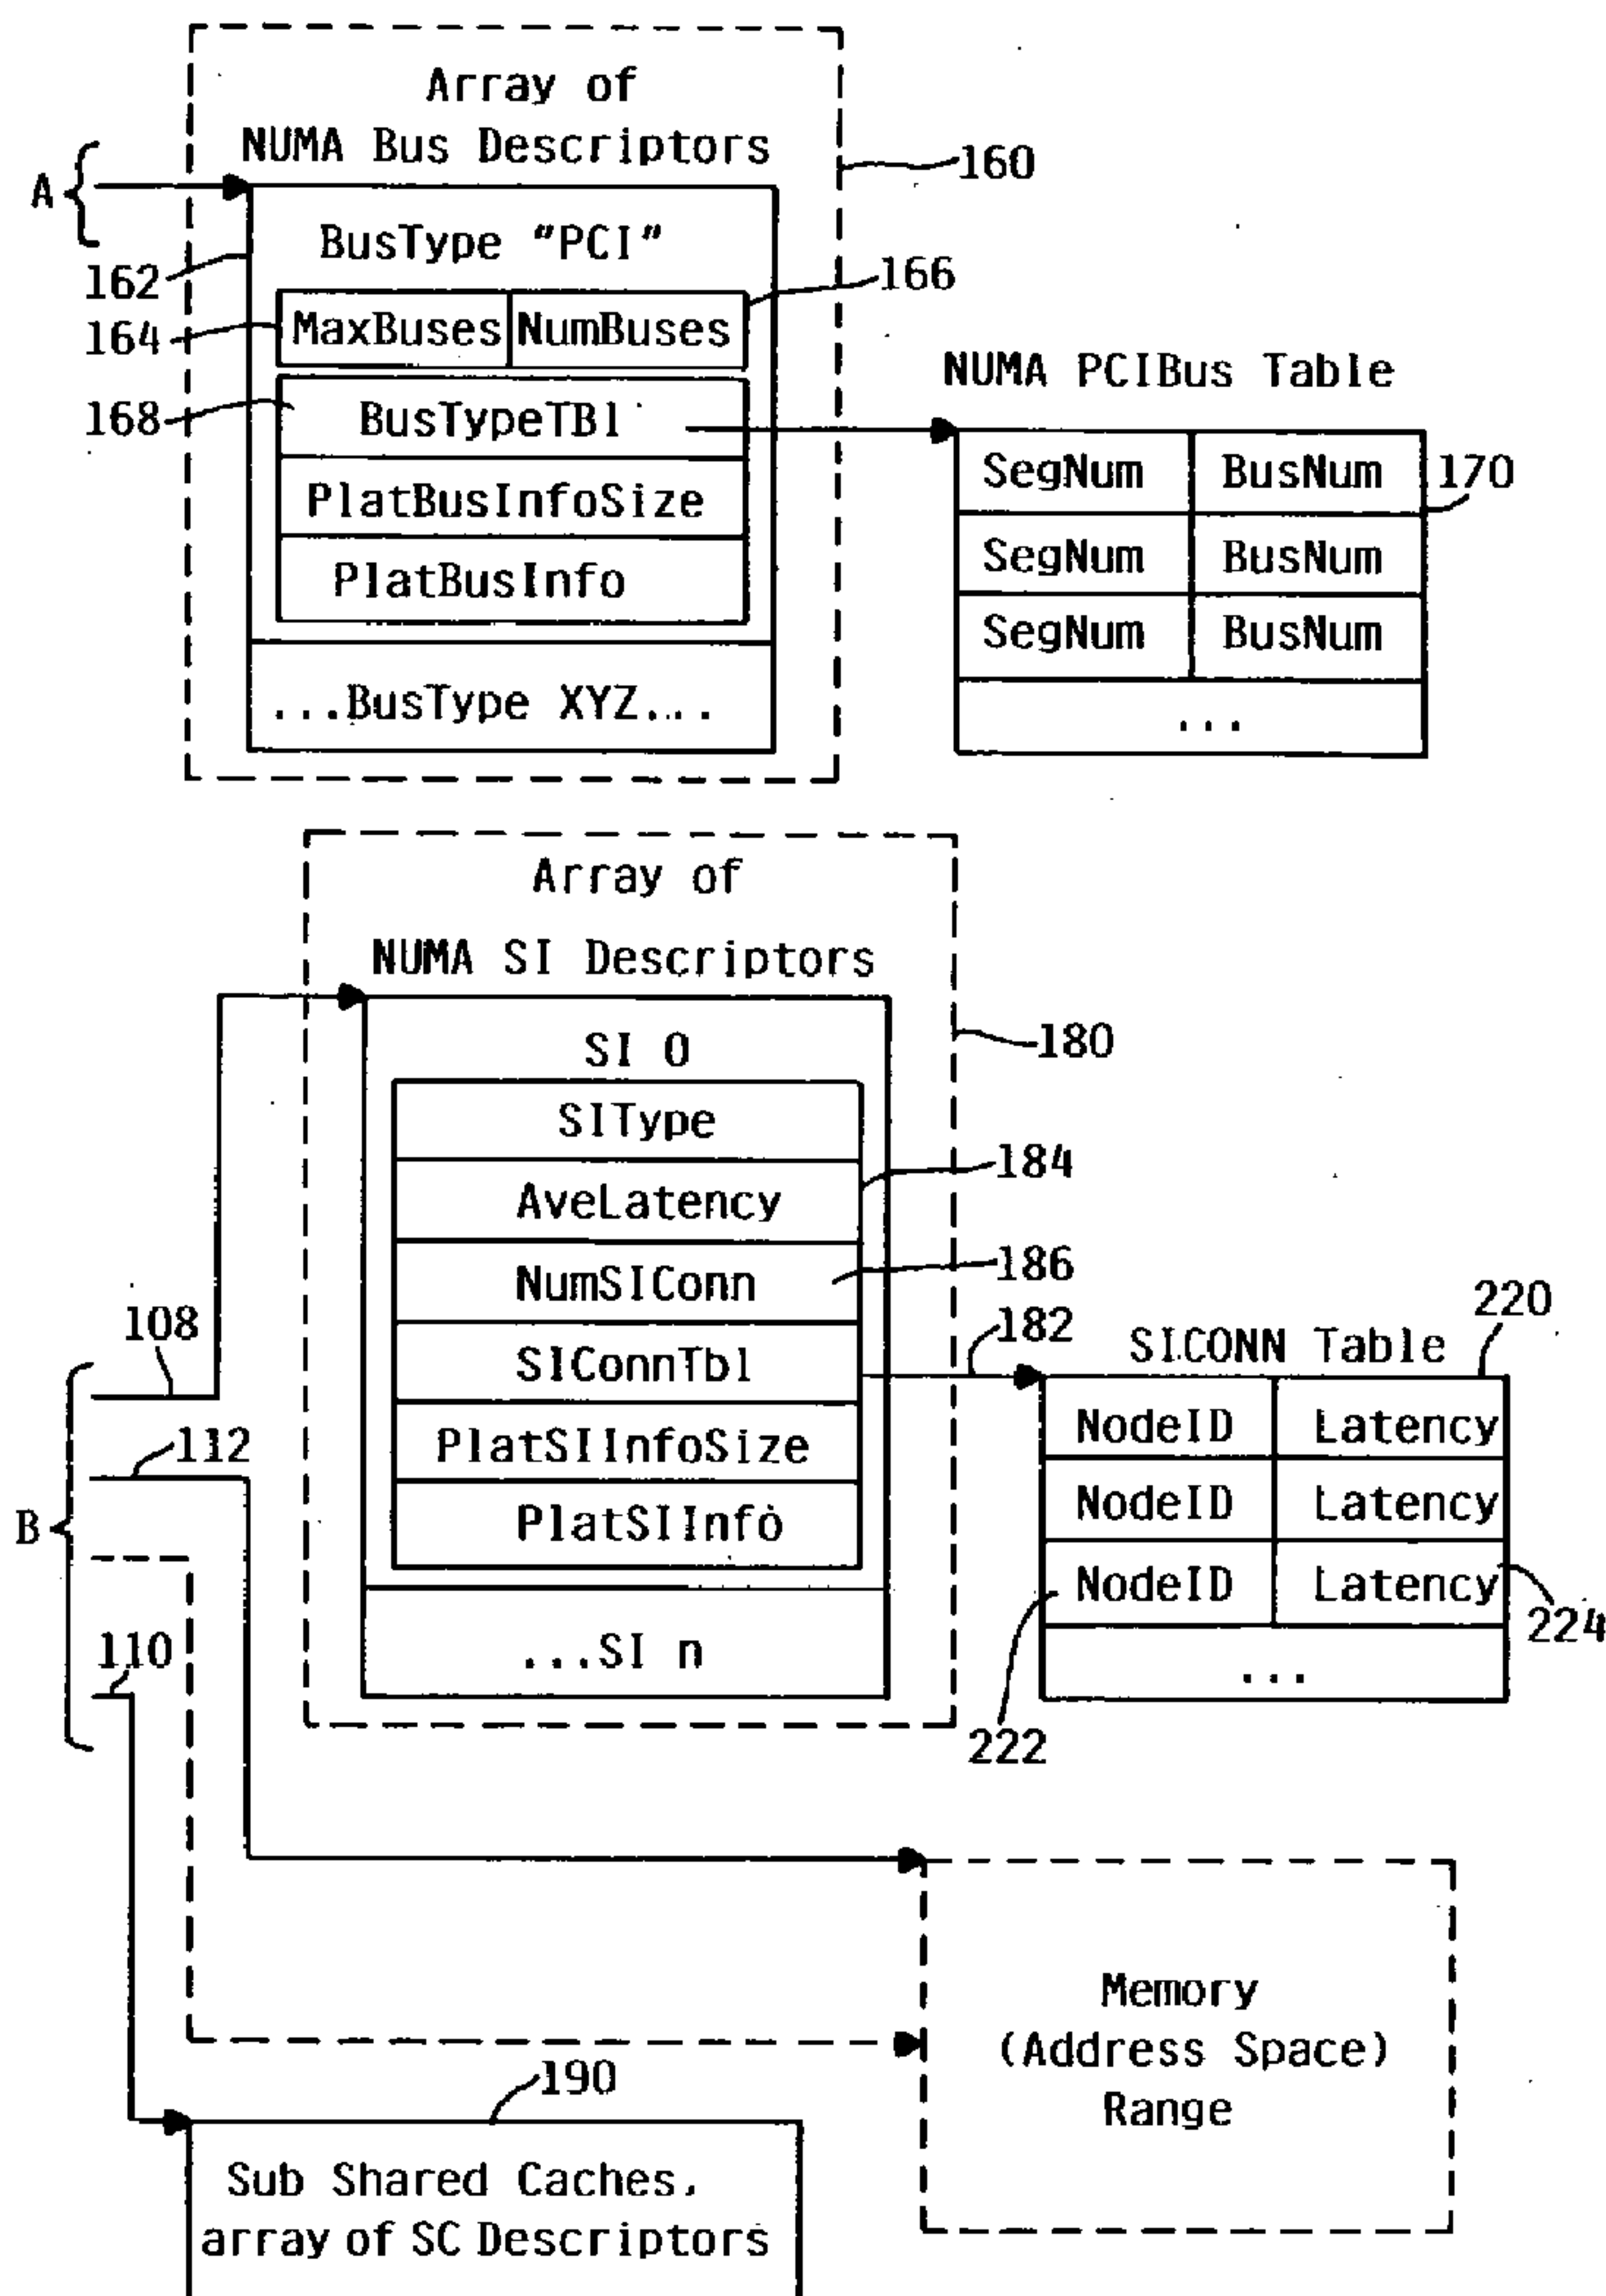 Array of
NUMA Bus Descriptors
160
A
BusType "PCI"
162
166
164
MaxBuses NumBuses
NUMA PCIBus Table
168
BusTypeTBl
SegNum BusNum
170
PlatBusInfoSize
SegNum BusNum
PlatBusInfo
SegNum BusNum
...BusType XYZ...
...
Array of
NUMA SI Descriptors
180
SI 0
SIType
184
AveLatency
186
NumSIConn
108
182
220
SICONN Table
SIConnTbl
NodeID Latency
112
PlatSIInfoSize
B
NodeID Latency
PlatSIInfo
NodeID Latency
224
110
...SI n
...
222
Memory
(Address Space)
Range
190
Sub Shared Caches,
array of SC Descriptors